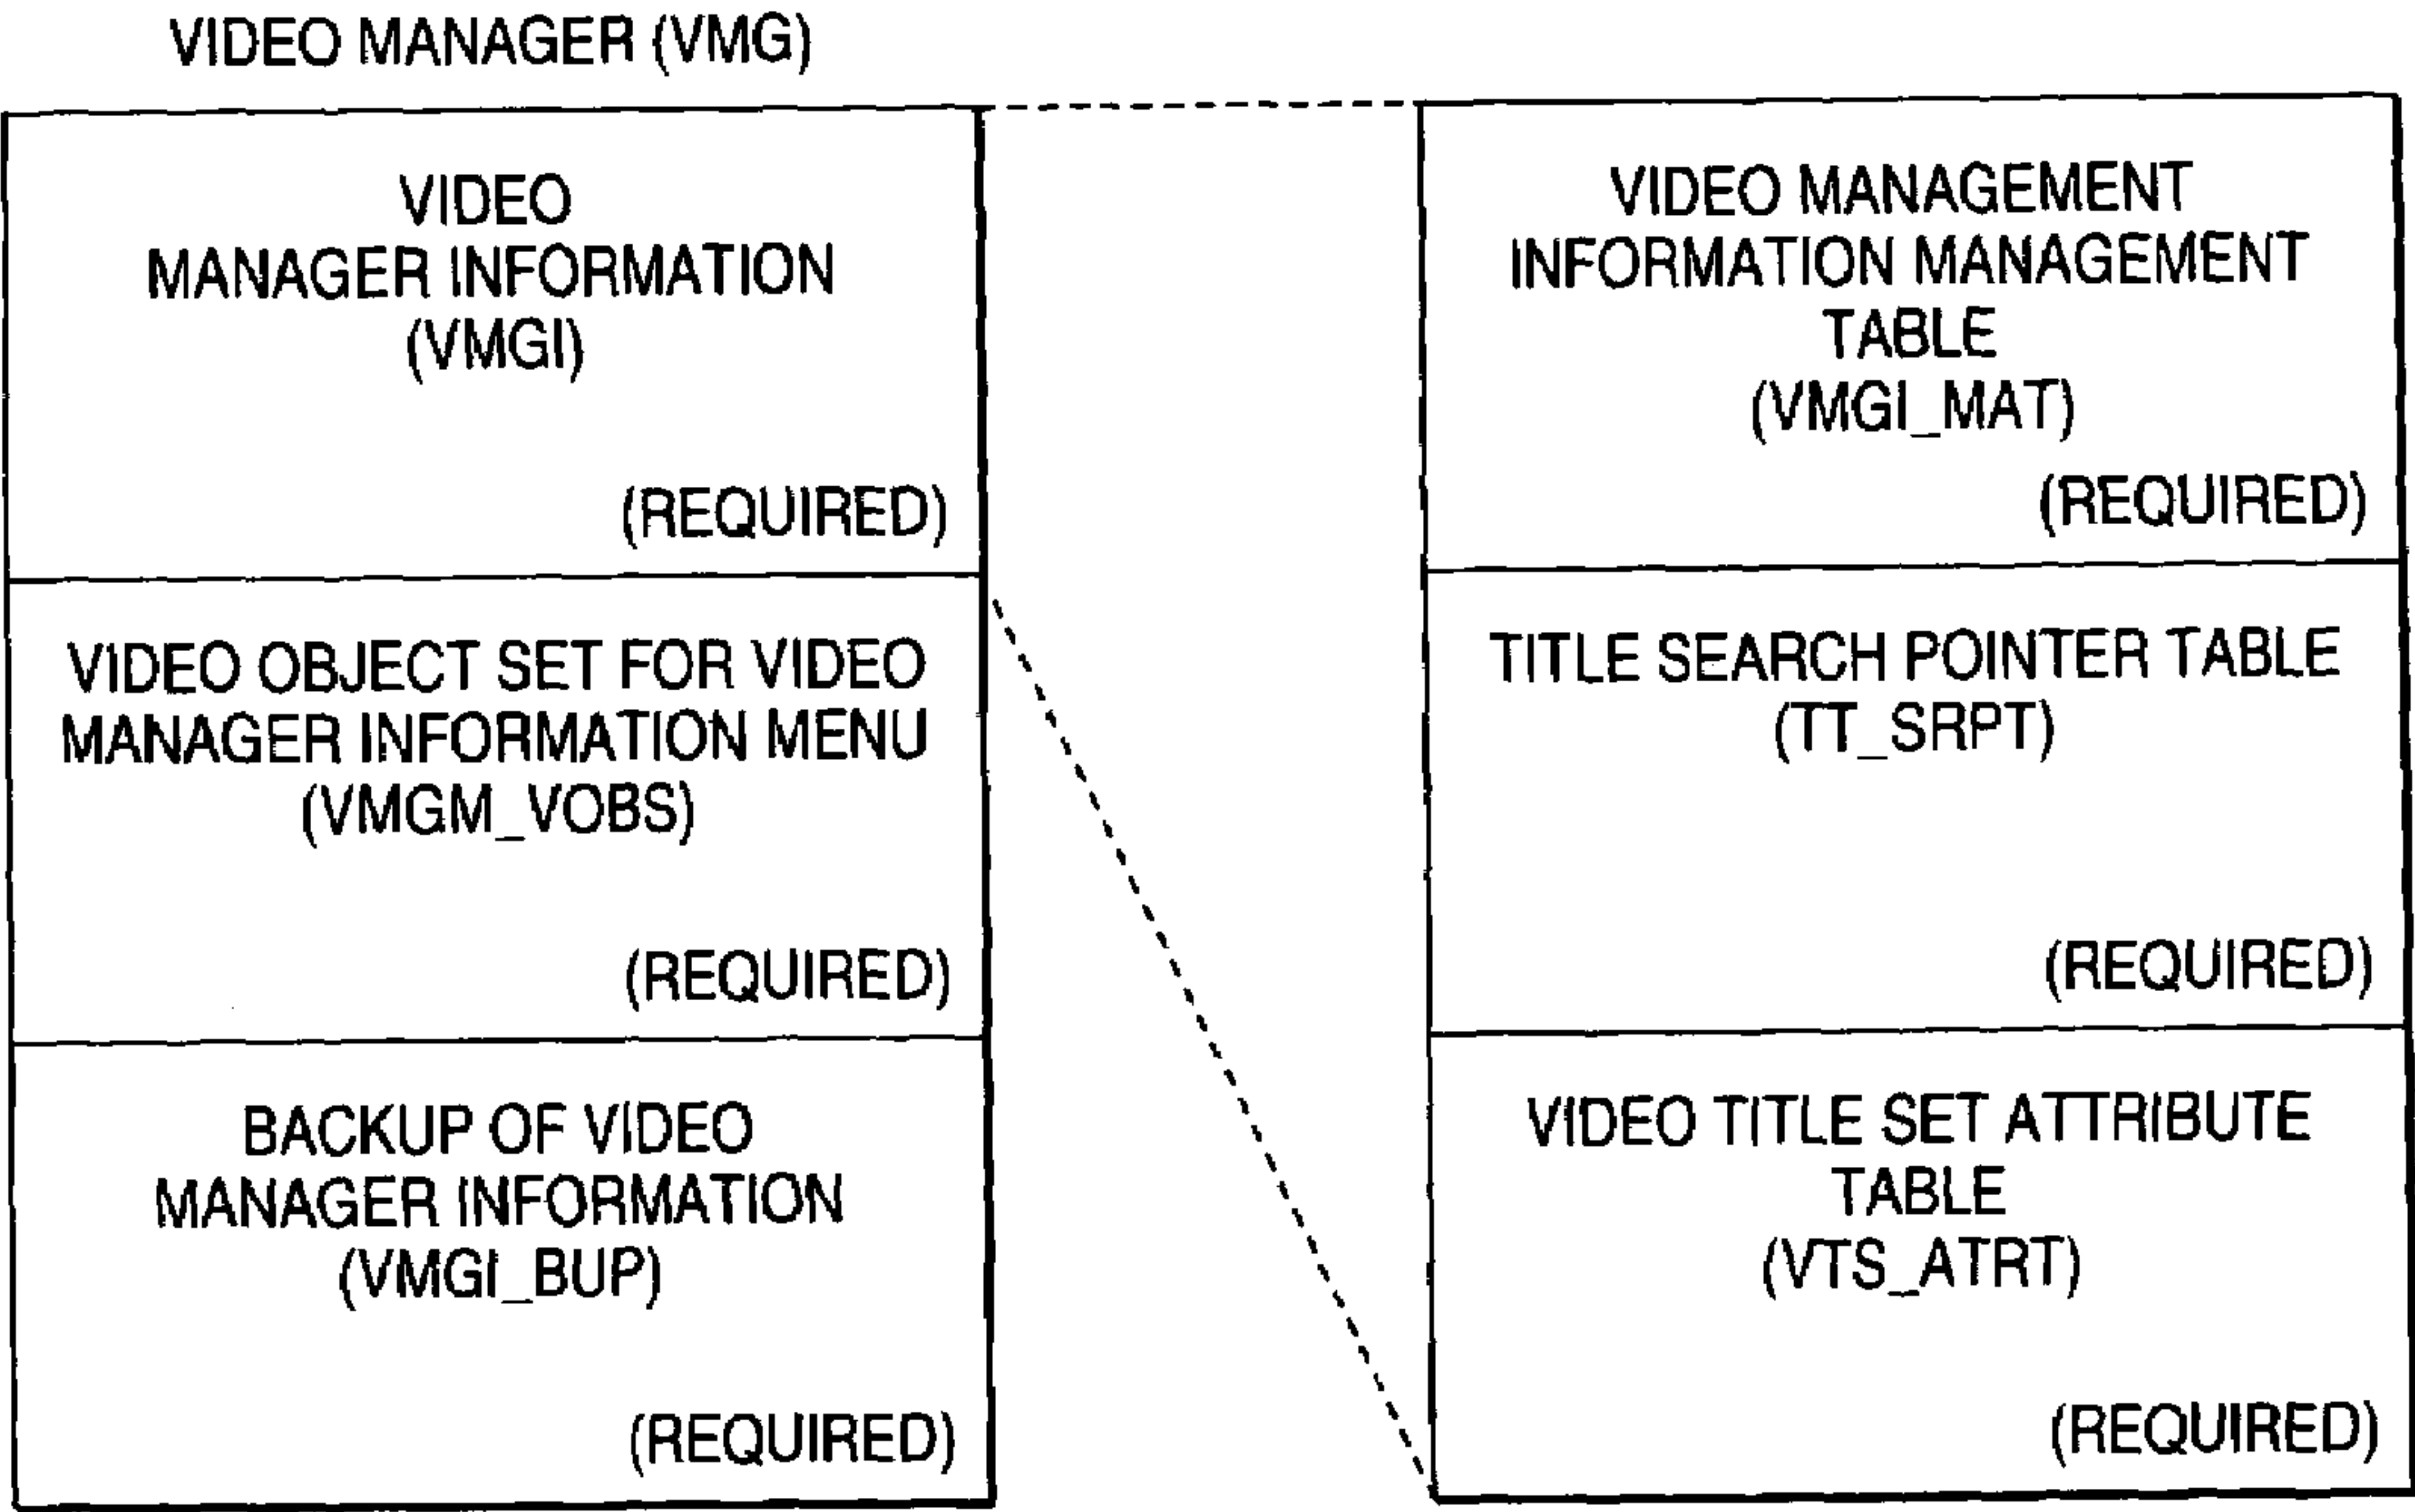 VIDEO MANAGER (VMG)
VIDEO
MANAGER INFORMATION
(VMGI)
(REQUIRED)
VIDEO OBJECT SET FOR VIDEO
MANAGER INFORMATION MENU
(VMGM_VOBS)
(REQUIRED)
BACKUP OF VIDEO
MANAGER INFORMATION
(VMGI_BUP)
(REQUIRED)
VIDEO MANAGEMENT
INFORMATION MANAGEMENT
TABLE
(VMGI_MAT)
(REQUIRED)
TITLE SEARCH POINTER TABLE
(TT_SRPT)
(REQUIRED)
VIDEO TITLE SET ATTRIBUTE
TABLE
(VTS_ATRT)
(REQUIRED)